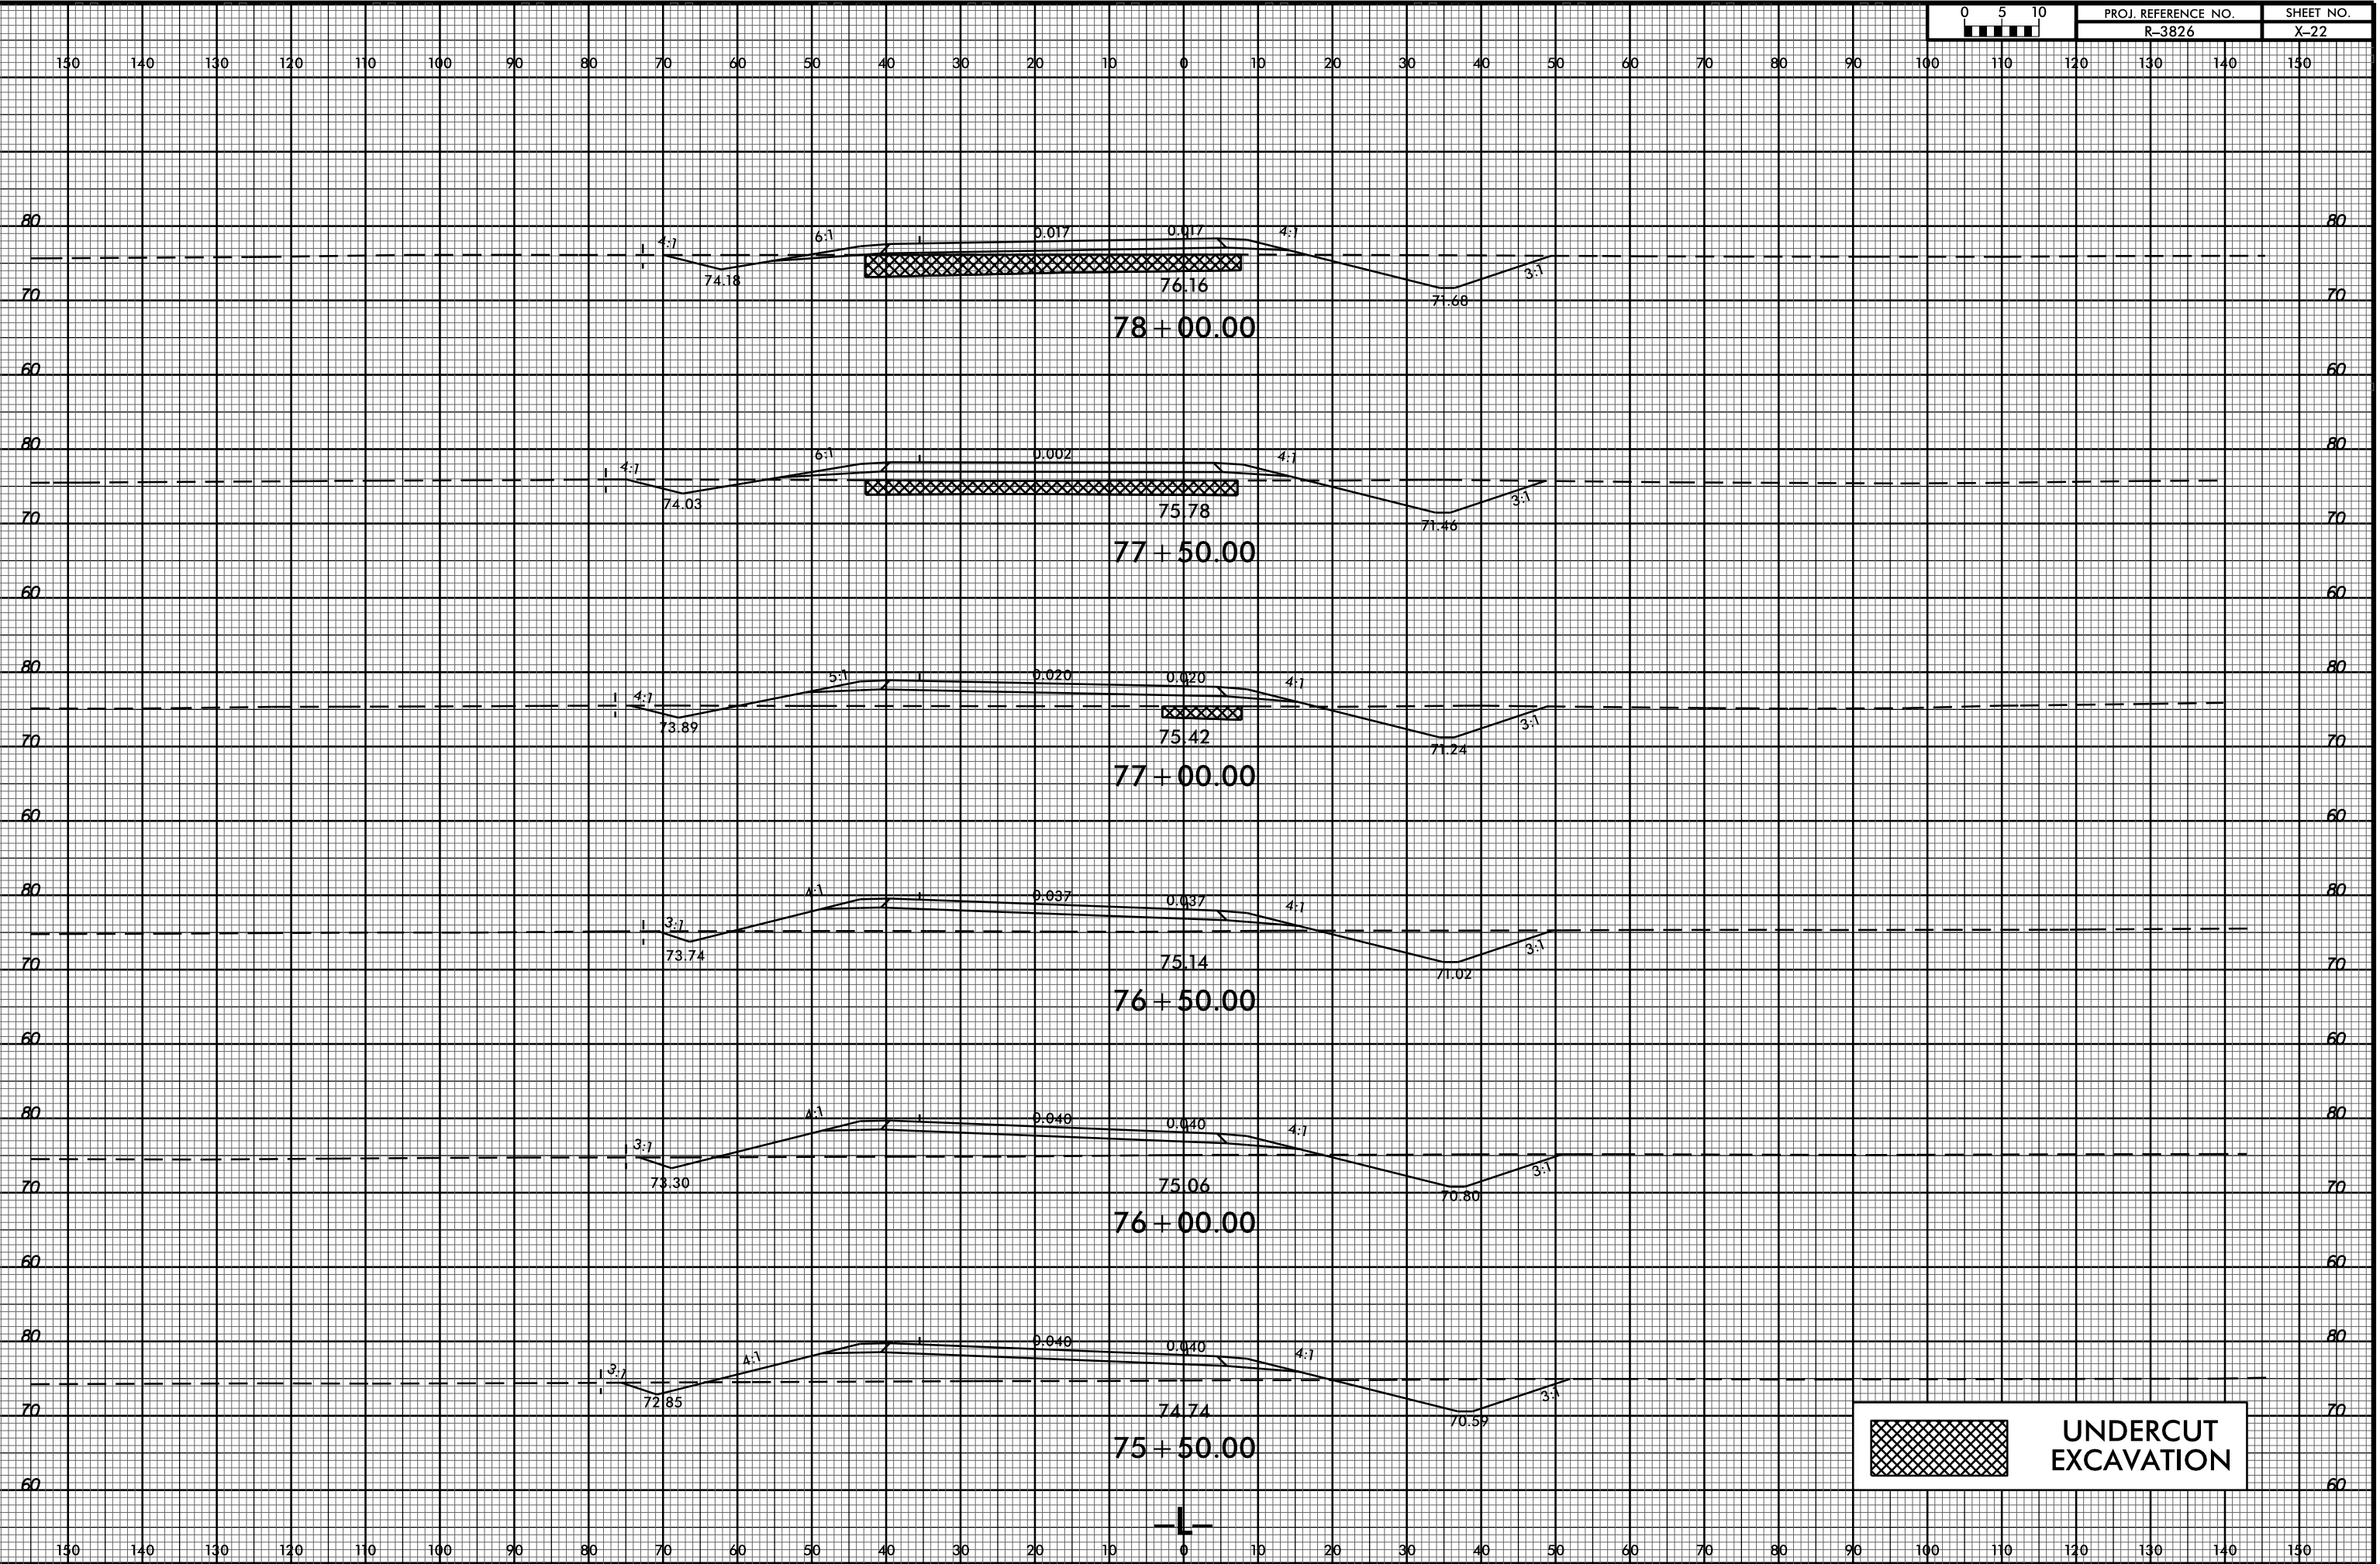 0 5 10 PROJ. REFERENCE NO. SHEET NO.
R–3826 X–22
150 140 130 120 110 100 90 80 70 60 50 40 30 20 10 0 10 20 30 40 50 60 70 80 90 100 110 120 130 140 150
80 4:1 6:1 0.017 0.017 4:1 80
74.18 76.16 3:1
70 71.68 70
78+00.00
60 60
80 4:1 6:1 0.002 4:1 80
74.03 75.78 3:1
70 71.46 70
77+50.00
60 60
80 4:1 5:1 0.020 0.020 4:1 80
73.89 75.42 3:1
70 71.24 70
77+00.00
60 60
80 3:1 4:1 0.037 0.037 4:1 80
73.74 75.14 3:1
70 71.02 70
76+50.00
60 60
80 3:1 4:1 0.040 0.040 4:1 80
73.30 75.06 3:1
70 70.80 70
76+00.00
60 60
80 3:1 4:1 0.040 0.040 4:1 80
72.85 74.74 3:1
70 70.59 70
75+50.00
UNDERCUT
EXCAVATION
60 60
–L–
150 140 130 120 110 100 90 80 70 60 50 40 30 20 10 0 10 20 30 40 50 60 70 80 90 100 110 120 130 140 150